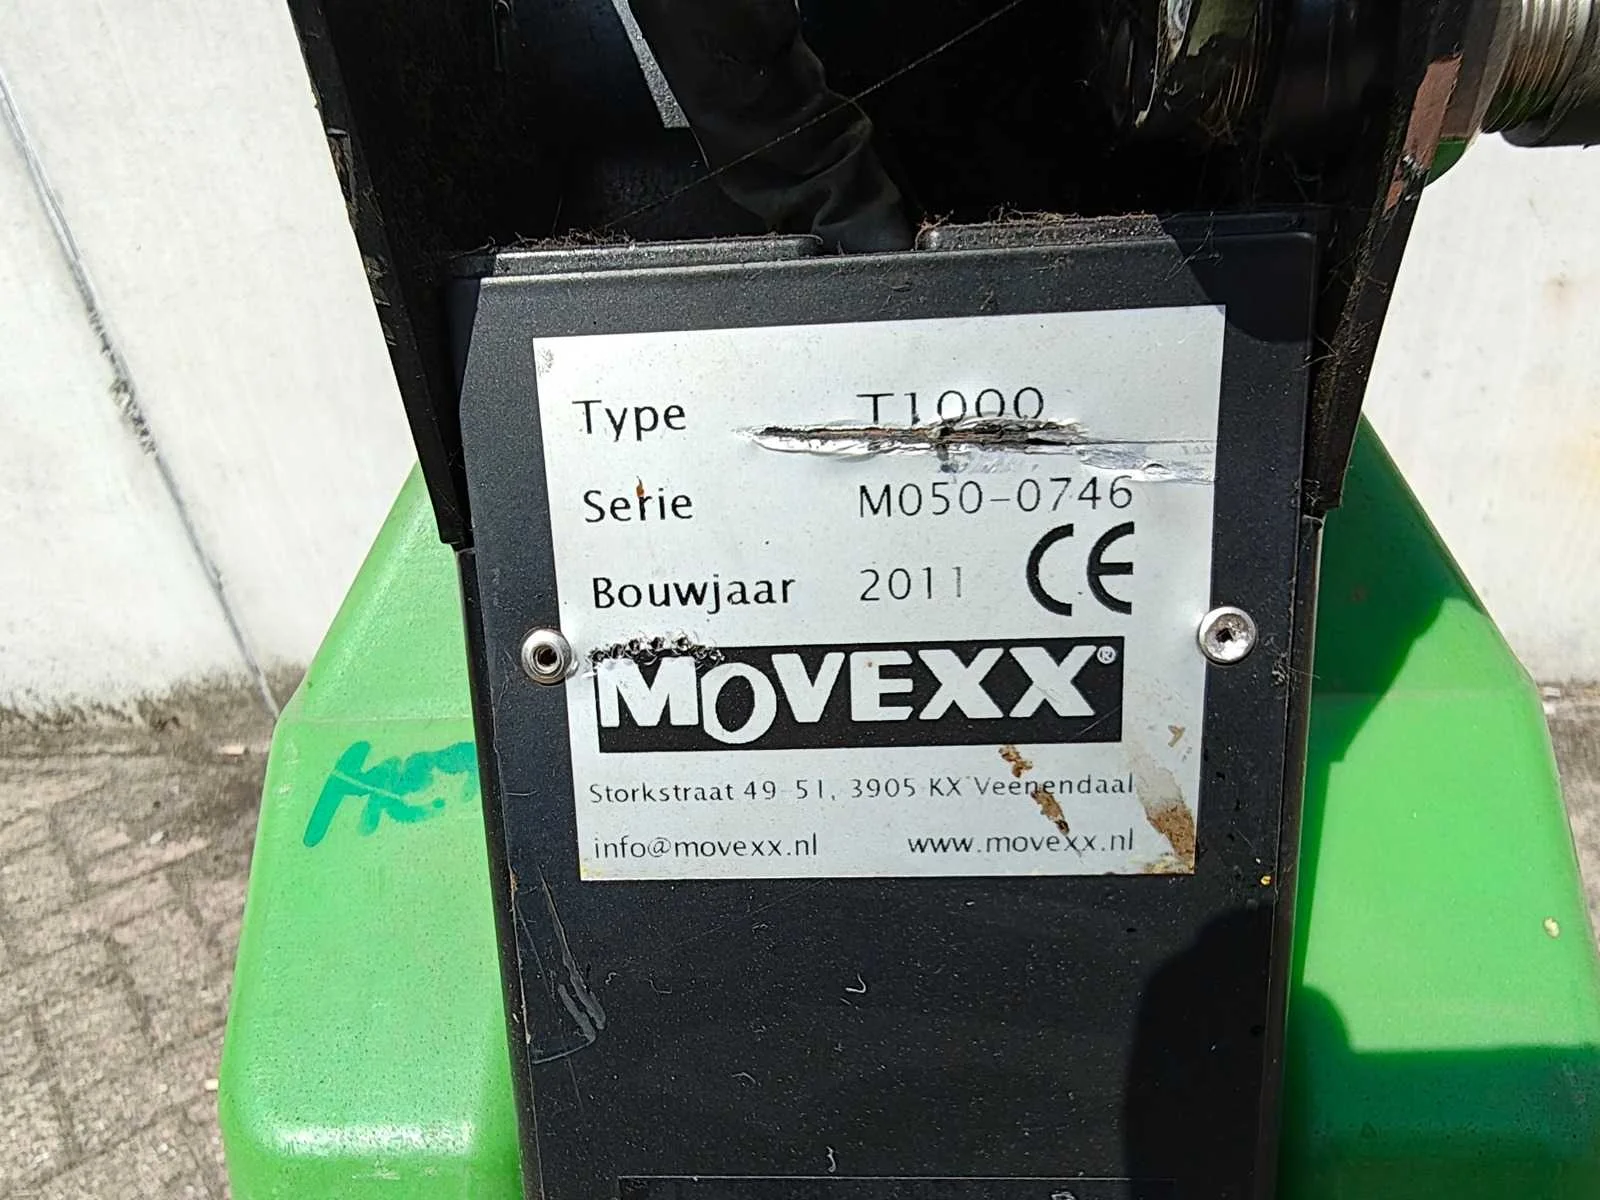 Type T1000
Serie M050-0746
Bouwjaar 2011 CE
MOVEXX®
Storkstraat 49-51, 3905 KX Veenendaal
info@movexx.nl www.movexx.nl